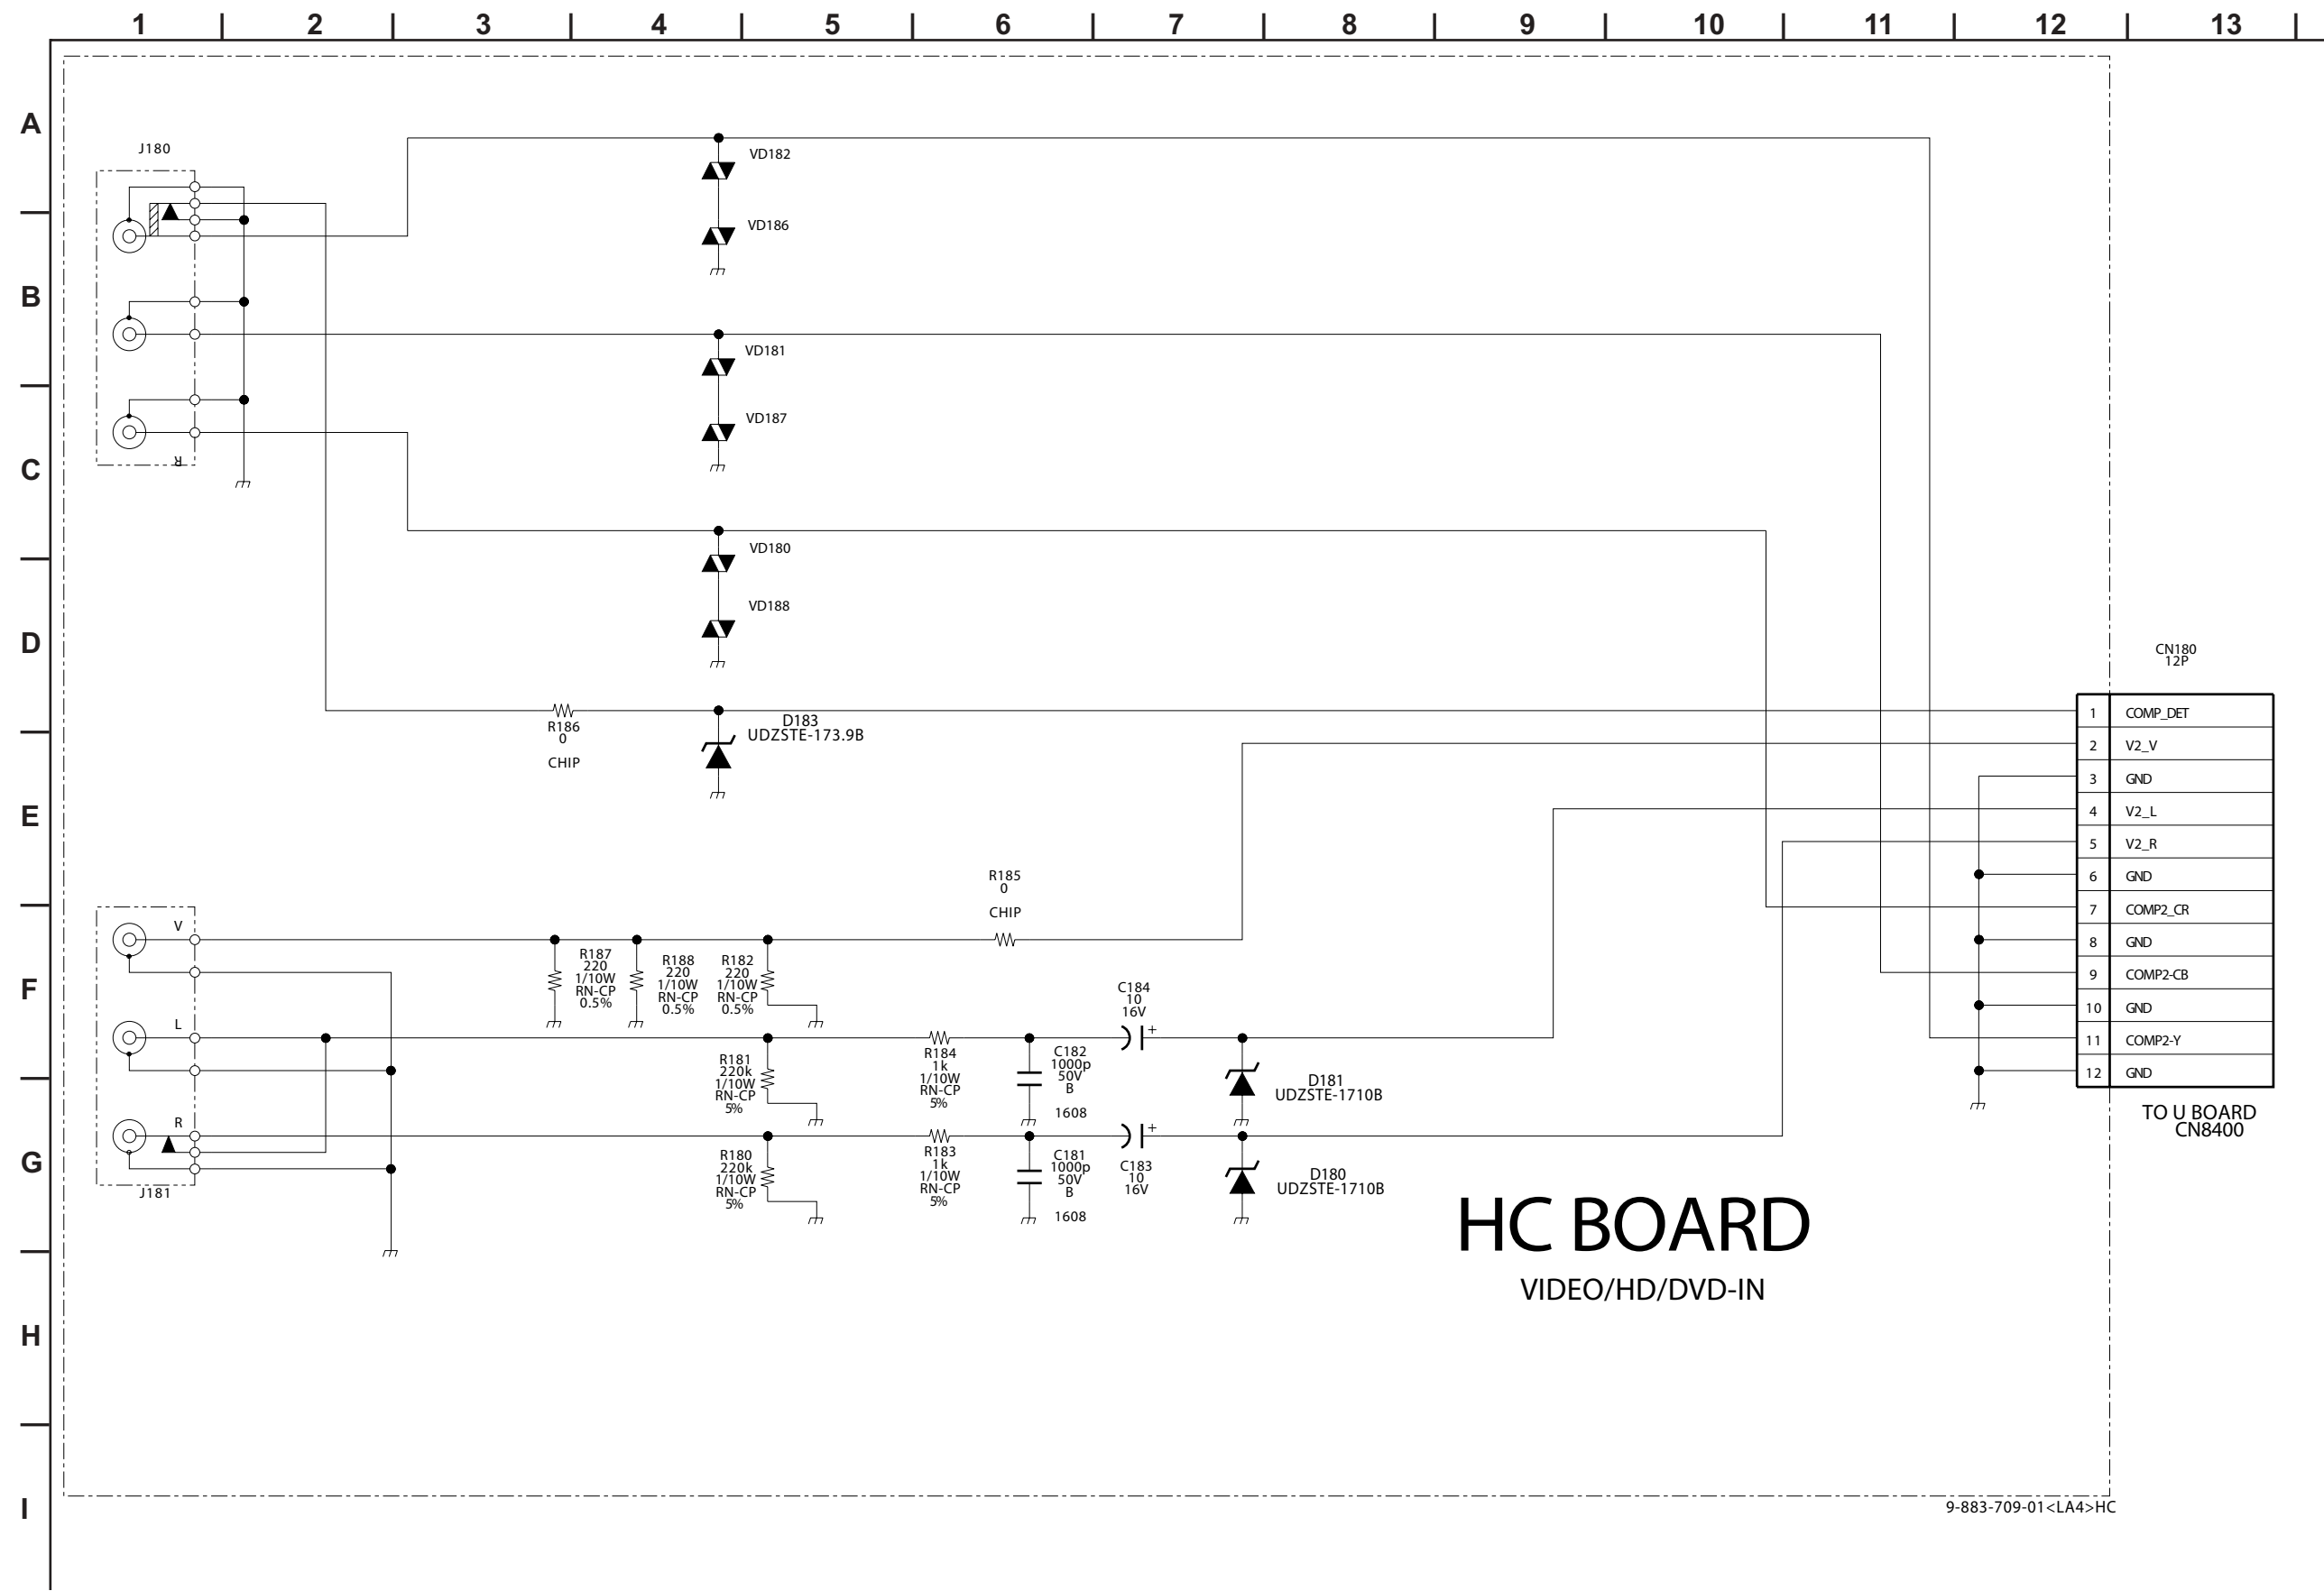 1 2 3 4 5 6 7 8 9 10 11 12 13
A
B
C
D
E
F
G
H
I
J180
R
VD182
VD186
VD181
VD187
VD180
VD188
R186
0
CHIP
D183
UDZSTE-173.9B
CN180
12P
1 COMP_DET
2 V2_V
3 GND
4 V2_L
5 V2_R
6 GND
7 COMP2_CR
8 GND
9 COMP2-CB
10 GND
11 COMP2-Y
12 GND
TO U BOARD
CN8400
R185
0
CHIP
V
L
R
J181
R187
220
1/10W
RN-CP
0.5%
R188
220
1/10W
RN-CP
0.5%
R182
220
1/10W
RN-CP
0.5%
C184
10
16V
+
R181
220k
1/10W
RN-CP
5%
R184
1k
1/10W
RN-CP
5%
C182
1000p
50V
B
1608
D181
UDZSTE-1710B
R180
220k
1/10W
RN-CP
5%
R183
1k
1/10W
RN-CP
5%
C181
1000p
50V
B
1608
+
C183
10
16V
D180
UDZSTE-1710B
HC BOARD
VIDEO/HD/DVD-IN
9-883-709-01<LA4>HC